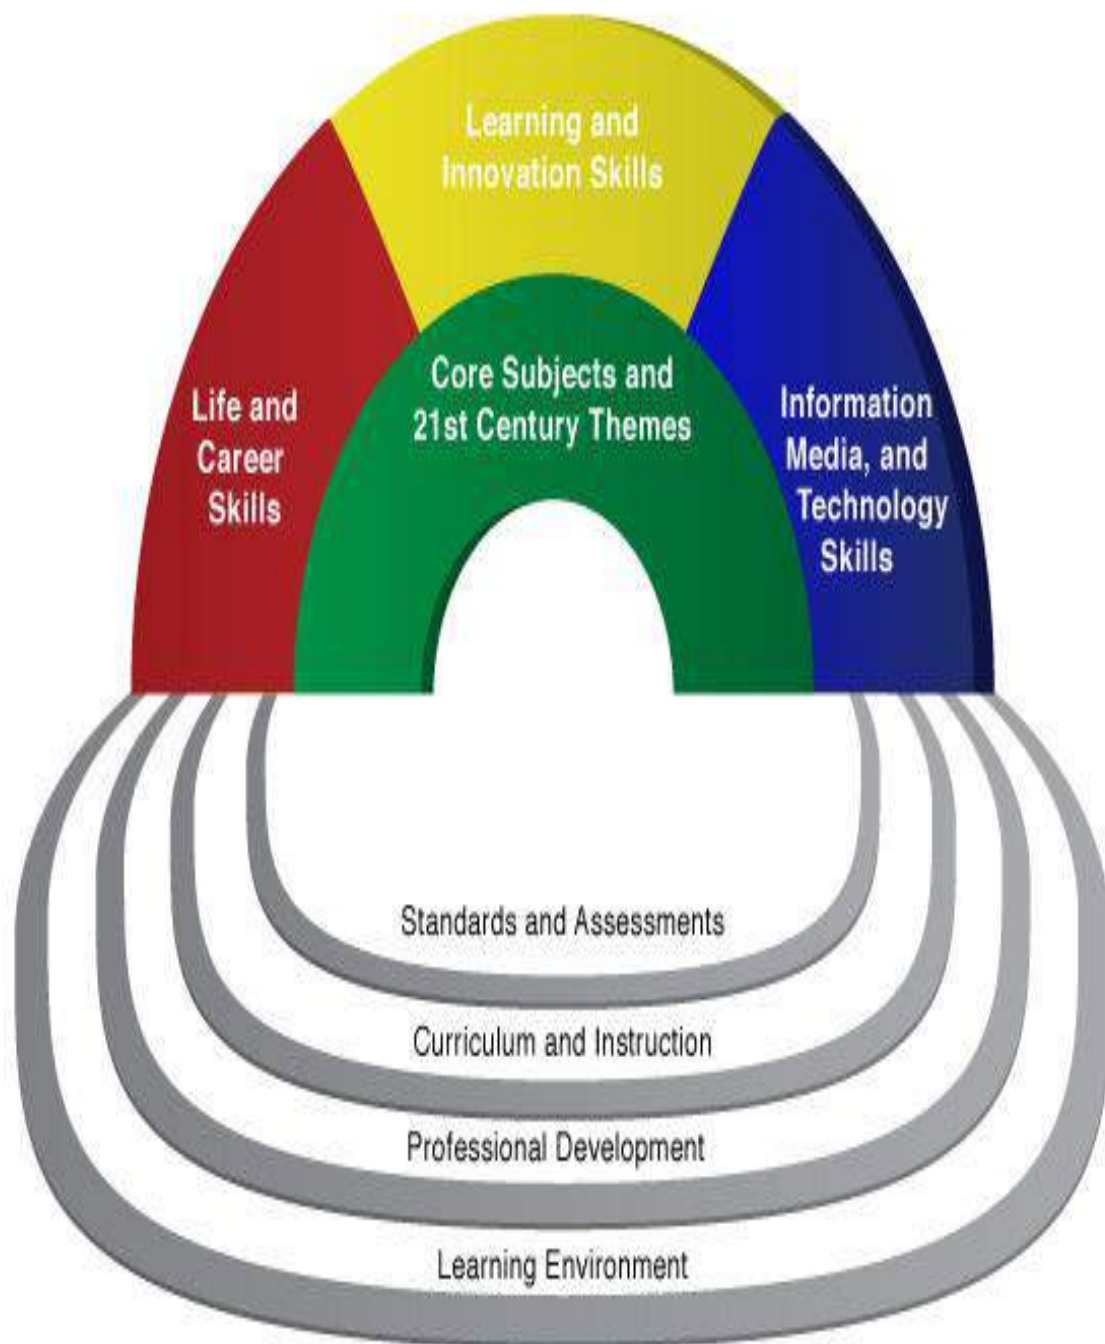 Learning and
Innovation Skills
Core Subjects and
21st Century Themes
Life and
Career
Skills
Information
Media, and
Technology
Skills
Standards and Assessments
Curriculum and Instruction
Professional Development
Learning Environment